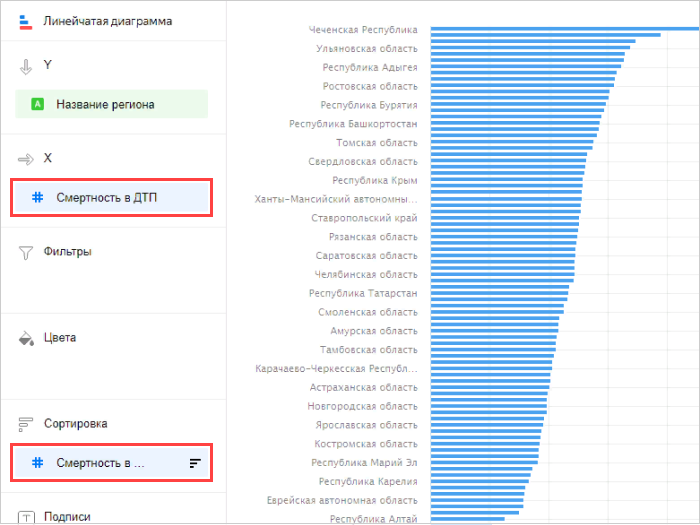 Линейчатая диаграмма
Y
A Название региона
X
# Смертность в ДТП
Фильтры
Цвета
Сортировка
# Смертность в ...
T Подписи
Чеченская Республика
Ульяновская область
Республика Адыгея
Ростовская область
Республика Бурятия
Республика Башкортостан
Томская область
Свердловская область
Республика Крым
Ханты-Мансийский автономны...
Ставропольский край
Рязанская область
Саратовская область
Челябинская область
Республика Татарстан
Смоленская область
Амурская область
Тамбовская область
Карачаево-Черкесская Республ...
Астраханская область
Новгородская область
Ярославская область
Костромская область
Республика Марий Эл
Республика Карелия
Еврейская автономная область
Республика Алтай